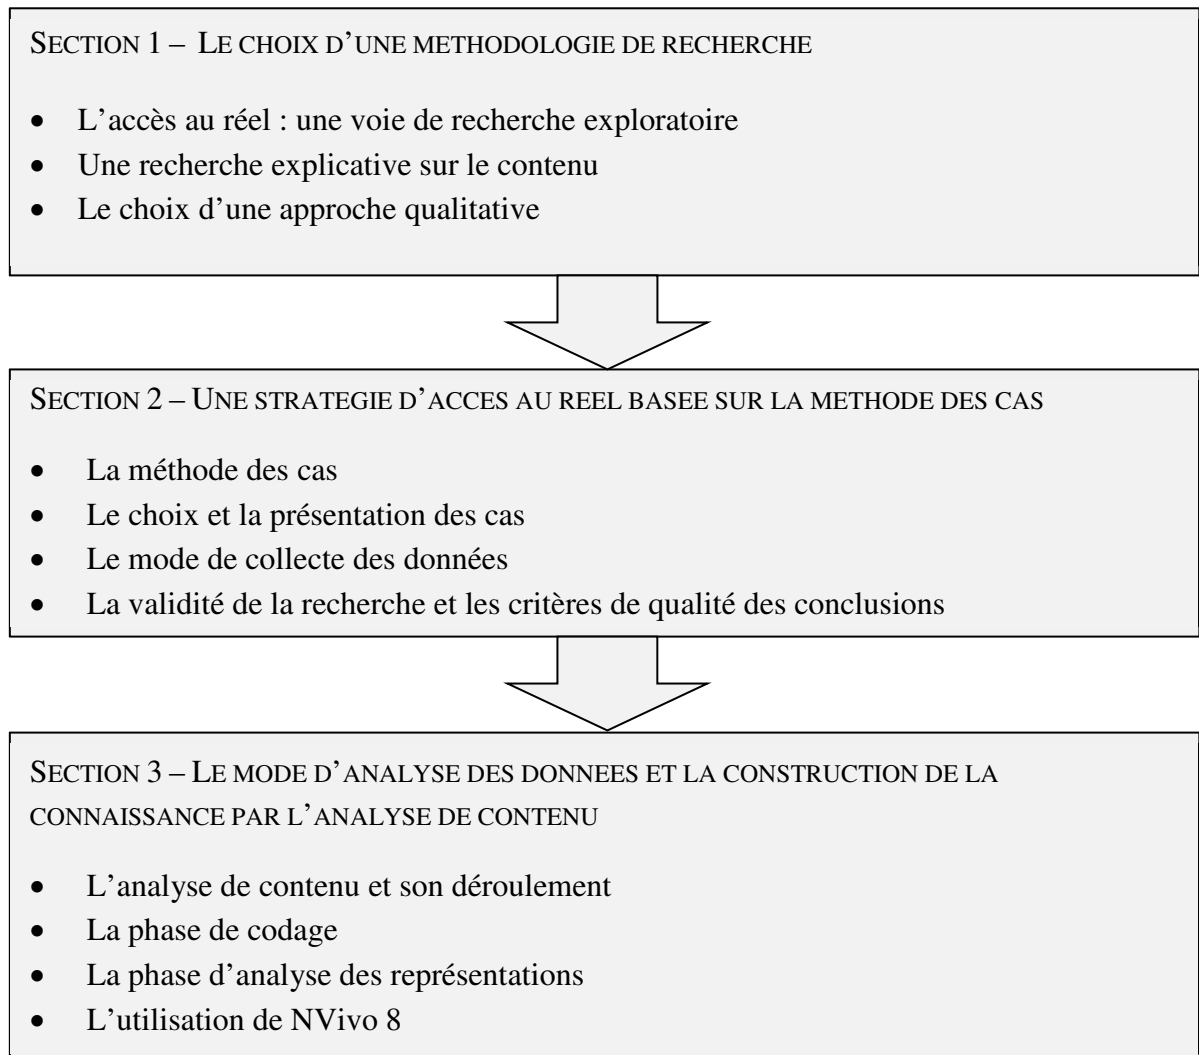 SECTION 1 – LE CHOIX D’UNE METHODOLOGIE DE RECHERCHE
• L’accès au réel : une voie de recherche exploratoire
• Une recherche explicative sur le contenu
• Le choix d’une approche qualitative
SECTION 2 – UNE STRATEGIE D’ACCES AU REEL BASEE SUR LA METHODE DES CAS
• La méthode des cas
• Le choix et la présentation des cas
• Le mode de collecte des données
• La validité de la recherche et les critères de qualité des conclusions
SECTION 3 – LE MODE D’ANALYSE DES DONNEES ET LA CONSTRUCTION DE LA
CONNAISSANCE PAR L’ANALYSE DE CONTENU
• L’analyse de contenu et son déroulement
• La phase de codage
• La phase d’analyse des représentations
• L’utilisation de NVivo 8